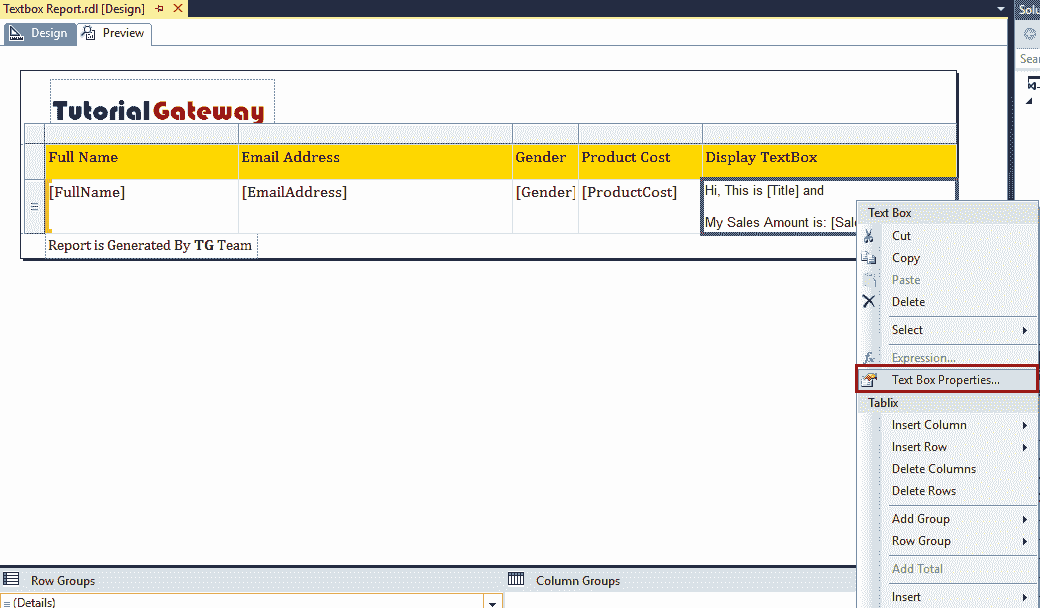 Textbox Report.rdl [Design]
Solu
Design
Preview
Sear
Tutorial Gateway
Full Name Email Address Gender Product Cost Display TextBox
[FullName] [EmailAddress] [Gender] [ProductCost] Hi, This is [Title] and
My Sales Amount is: [Sale
Report is Generated By TG Team
Text Box
Cut
Copy
Paste
Delete
Select
fx Expression...
Text Box Properties...
Tablix
Insert Column
Insert Row
Delete Columns
Delete Rows
Add Group
Row Group
Add Total
Insert
Row Groups
Column Groups
(Details)